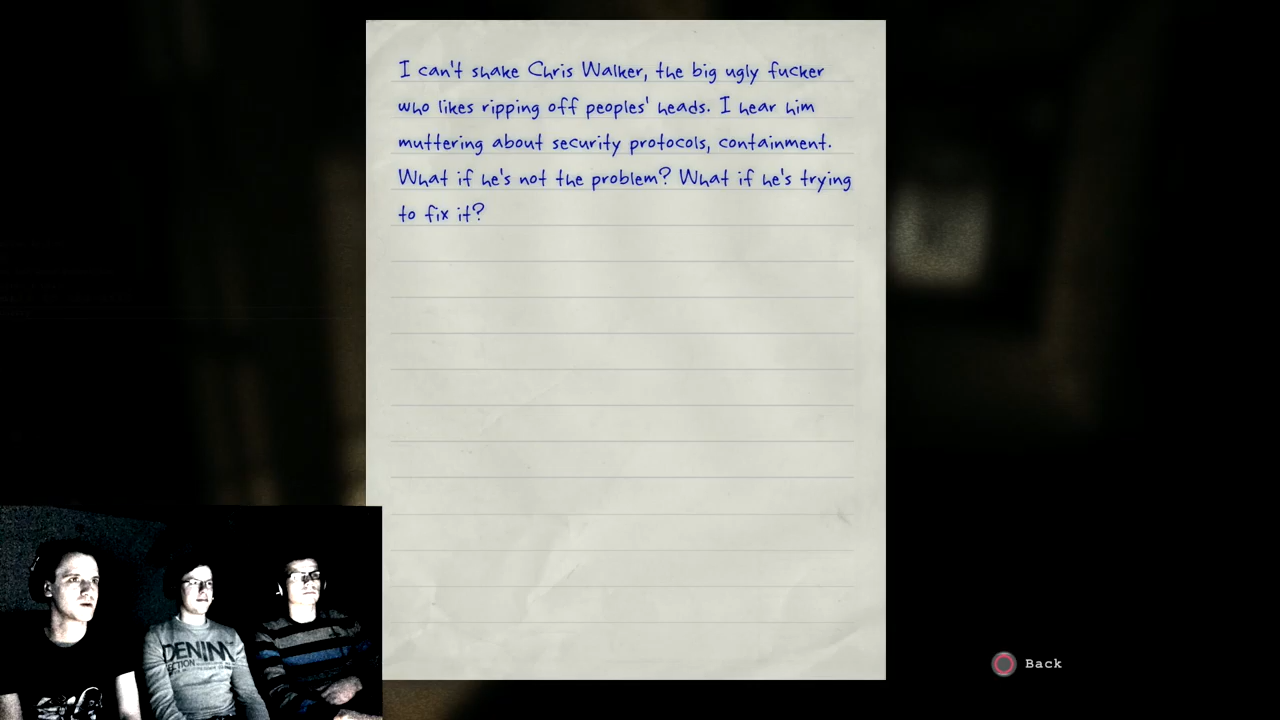 I can't shake Chris Walker, the big ugly fucker
who likes ripping off peoples' heads. I hear him
muttering about security protocols, containment.
What if he's not the problem? What if he's trying
to fix it?
DENIM
Back